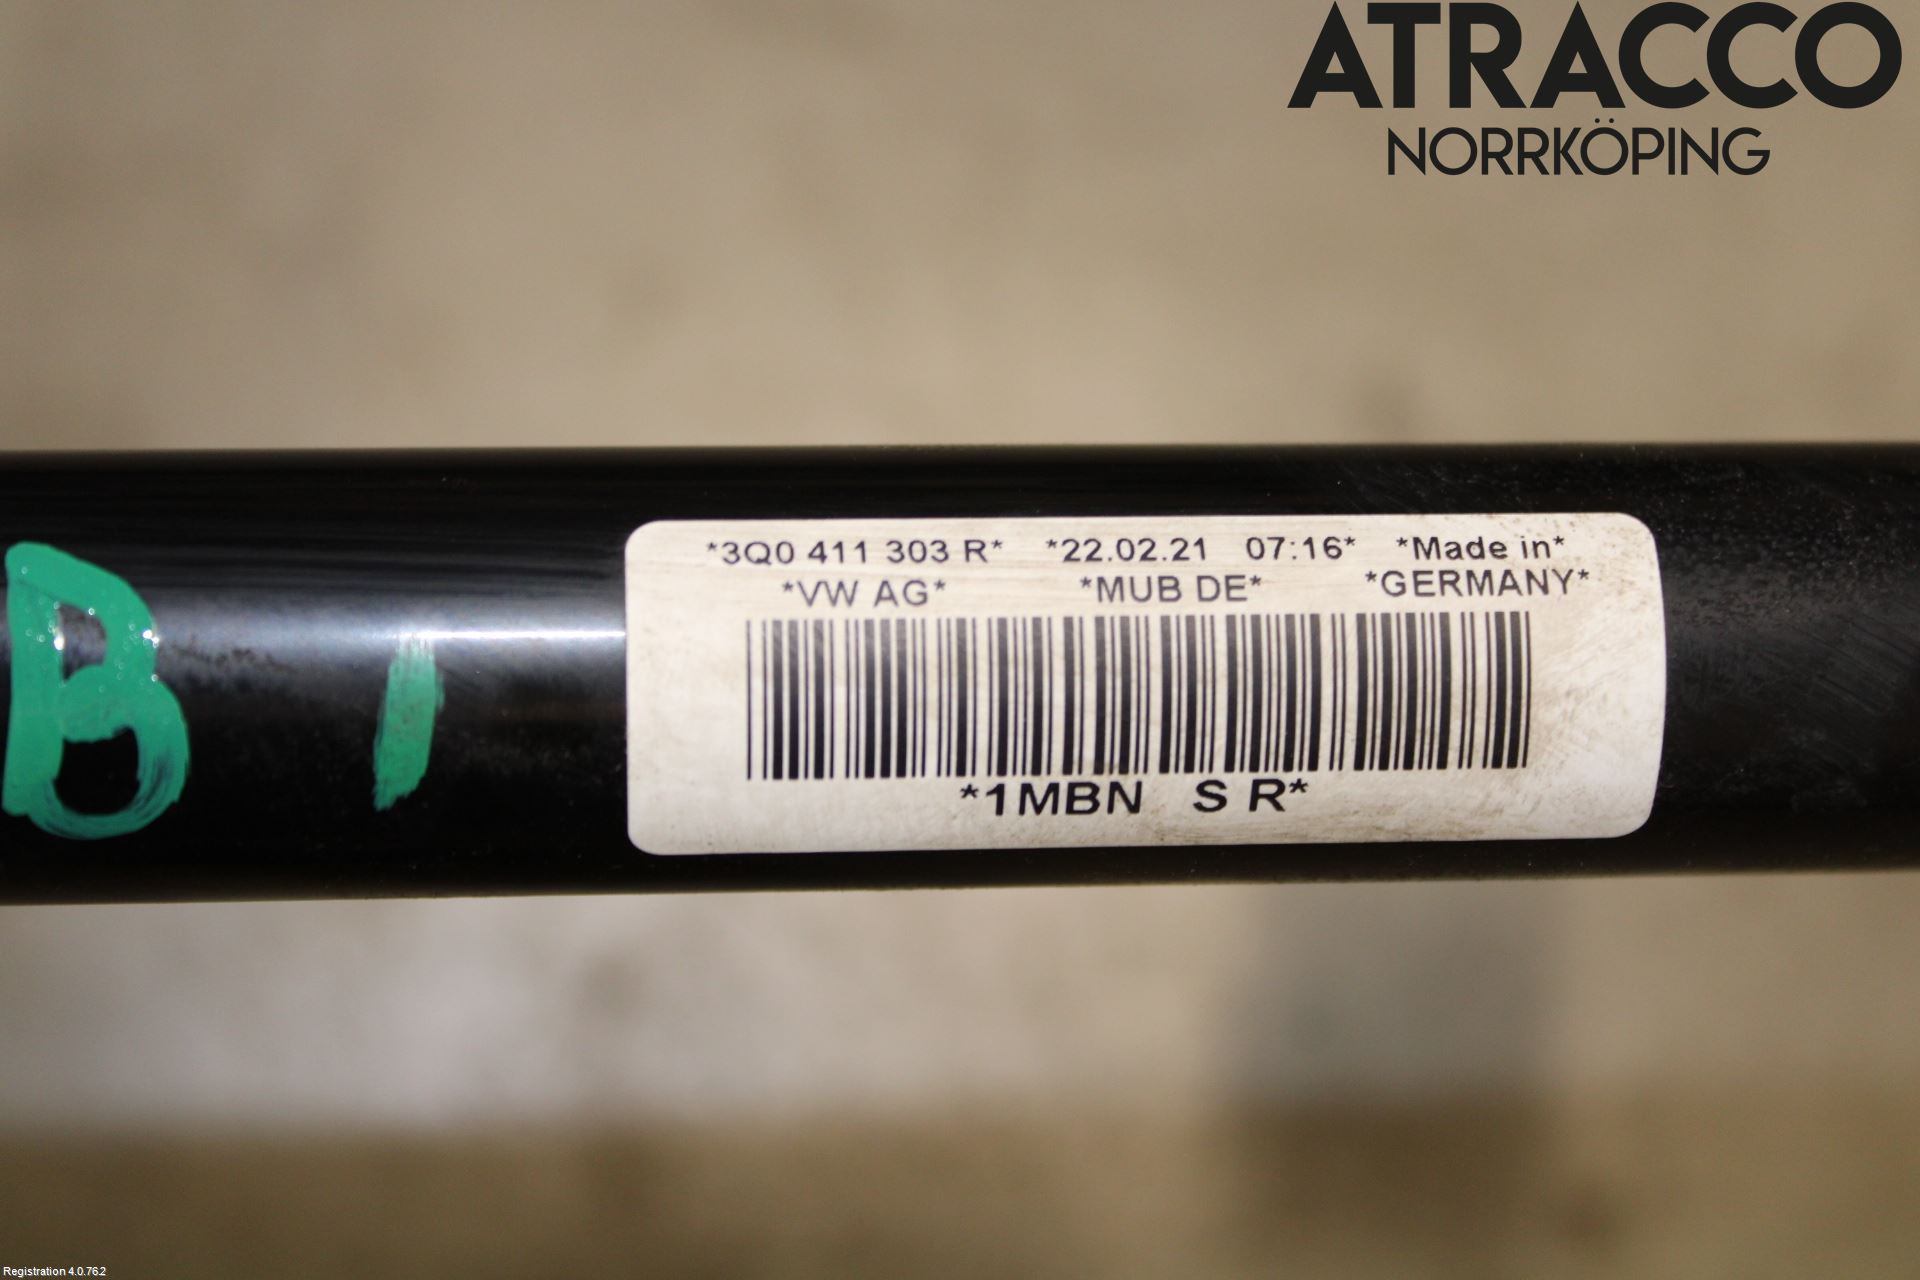 ATRACCO
NORRKÖPING
*3Q0 411 303 R* *22.02.21 07:16* *Made in*
*VW AG* *MUB DE* *GERMANY*
*1MBN S R*
B I
Registration 4.0.76.2